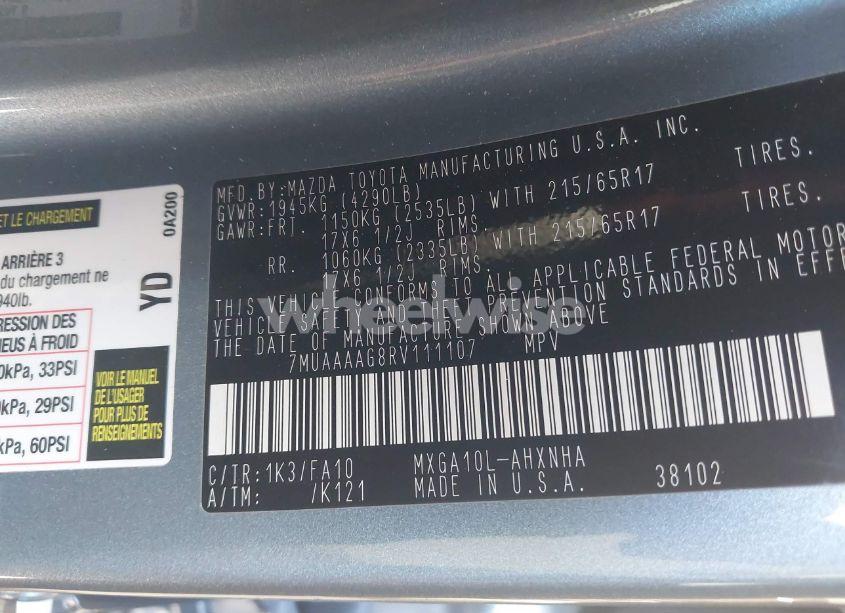 ET LE CHARGEMENT
ARRIÈRE 3
du chargement ne
940lb.
RESSION DES
NEUS À FROID
0kPa, 33PSI
kPa, 29PSI
kPa, 60PSI
VOIR LE MANUEL
DE L'USAGER
POUR PLUS DE
RENSEIGNEMENTS
YD
0A200
MFD.BY:MAZDA TOYOTA MANUFACTURING U.S.A. INC.
GVWR:1945KG (4290LB)
GAWR:FRT. 1150KG (2535LB) WITH 215/65R17 TIRES.
17X6 1/2J RIMS.
RR. 1060KG (2335LB) WITH 215/65R17 TIRES.
17X6 1/2J RIMS.
THIS VEHICLE CONFORMS TO ALL APPLICABLE FEDERAL MOTOR
VEHICLE SAFETY AND THEFT PREVENTION STANDARDS IN EFFE
THE DATE OF MANUFACTURE SHOWN ABOVE
7MUAAAAG8RV111107 MPV
C/TR:1K3/FA10 MXGA10L-AHXNHA
A/TM: /K121 MADE IN U.S.A. 38102
wheelwise